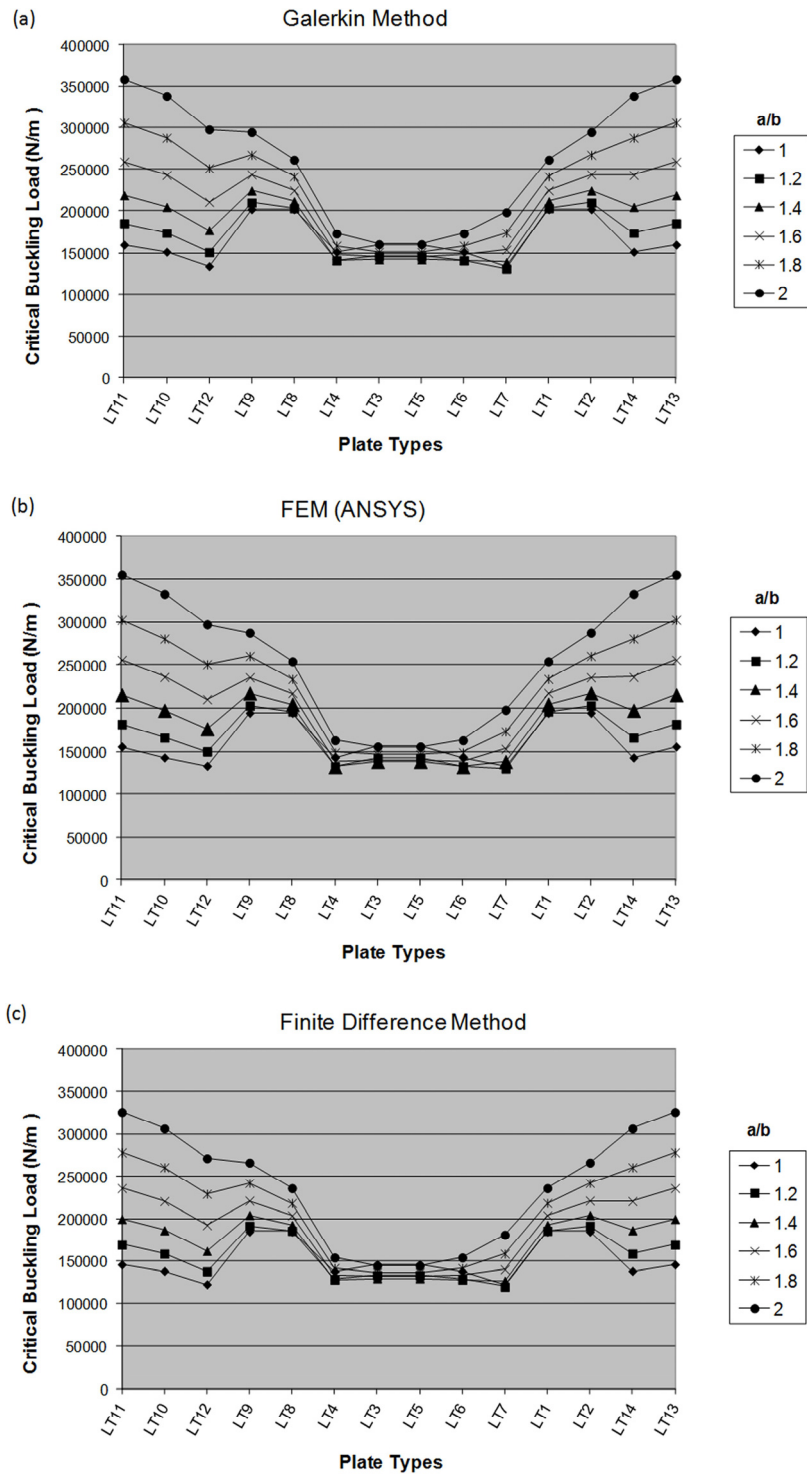 (a)
Galerkin Method
400000
350000
300000
250000
200000
150000
100000
50000
0
Critical Buckling Load (N/m )
LT11 LT10 LT12 LT9 LT8 LT4 LT3 LT5 LT6 LT7 LT1 LT2 LT14 LT13
Plate Types
a/b
1
1.2
1.4
1.6
1.8
2
(b)
FEM (ANSYS)
400000
350000
300000
250000
200000
150000
100000
50000
0
Critical Buckling Load (N/m )
LT11 LT10 LT12 LT9 LT8 LT4 LT3 LT5 LT6 LT7 LT1 LT2 LT14 LT13
Plate Types
a/b
1
1.2
1.4
1.6
1.8
2
(c)
Finite Difference Method
400000
350000
300000
250000
200000
150000
100000
50000
0
Critical Buckling Load (N/m )
LT11 LT10 LT12 LT9 LT8 LT4 LT3 LT5 LT6 LT7 LT1 LT2 LT14 LT13
Plate Types
a/b
1
1.2
1.4
1.6
1.8
2